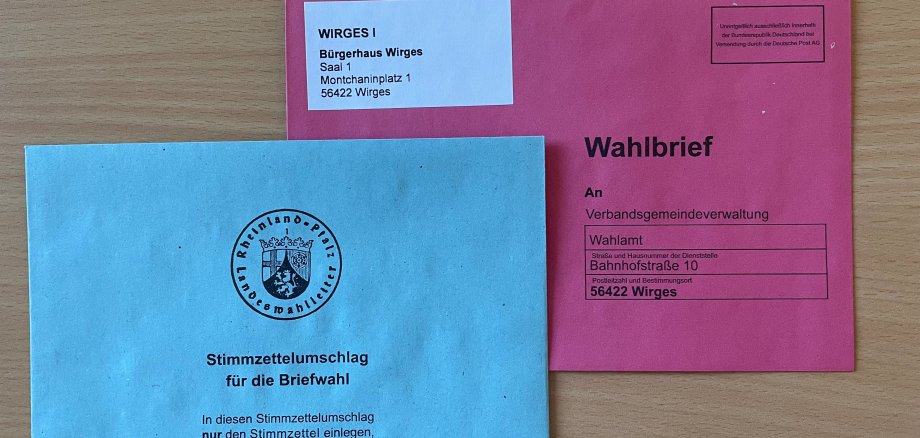 WIRGES I
Bürgerhaus Wirges
Saal 1
Montchaninplatz 1
56422 Wirges
Unentgeltlich ausschließlich innerhalb
der Bundesrepublik Deutschland bei
Versendung durch die Deutsche Post AG
Wahlbrief
An
Verbandsgemeindeverwaltung
Wahlamt
Straße und Hausnummer der Dienststelle
Bahnhofstraße 10
Postleitzahl und Bestimmungsort
56422 Wirges
Rheinland-Pfalz
1
Landeswahlleiter
Stimmzettelumschlag
für die Briefwahl
In diesen Stimmzettelumschlag
nur den Stimmzettel einlegen,